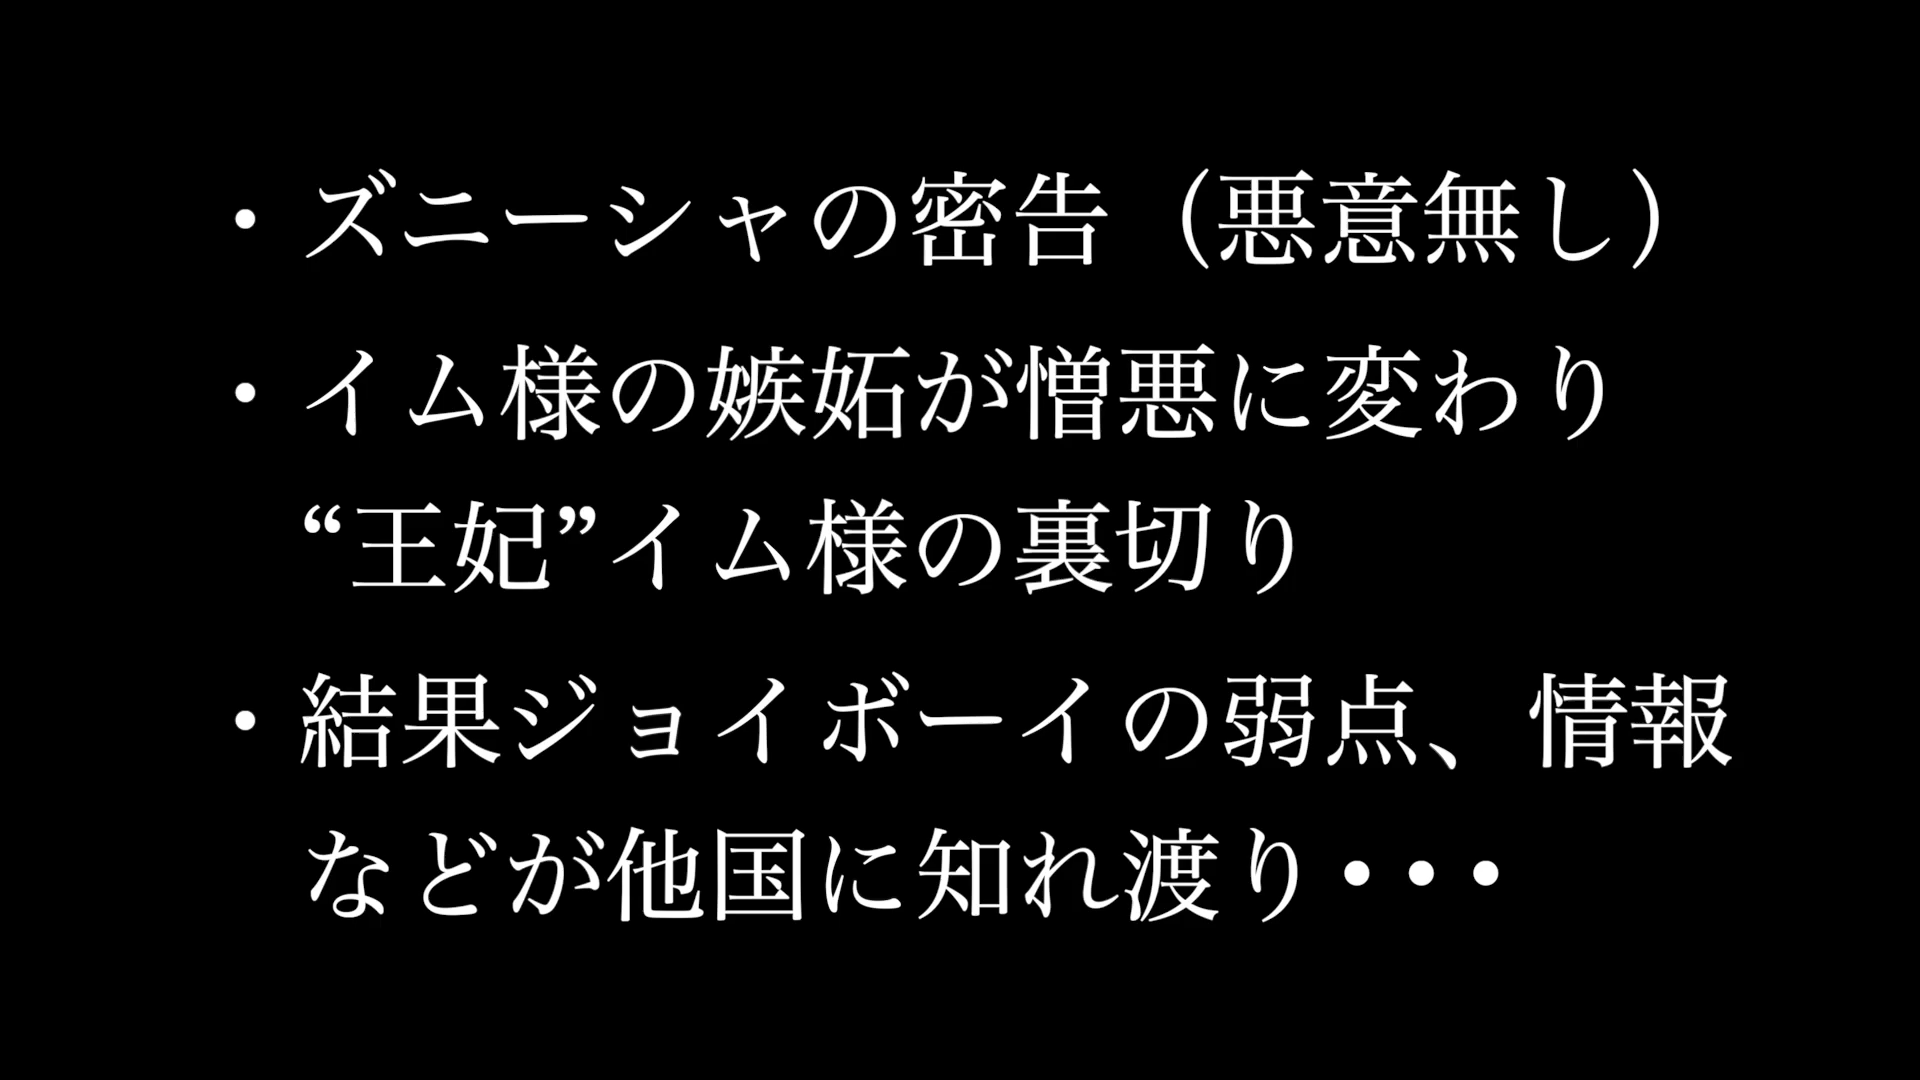 ・ズニーシャの密告（悪意無し）
・イム様の嫉妬が憎悪に変わり
“王妃”イム様の裏切り
・結果ジョイボーイの弱点、情報
などが他国に知れ渡り・・・